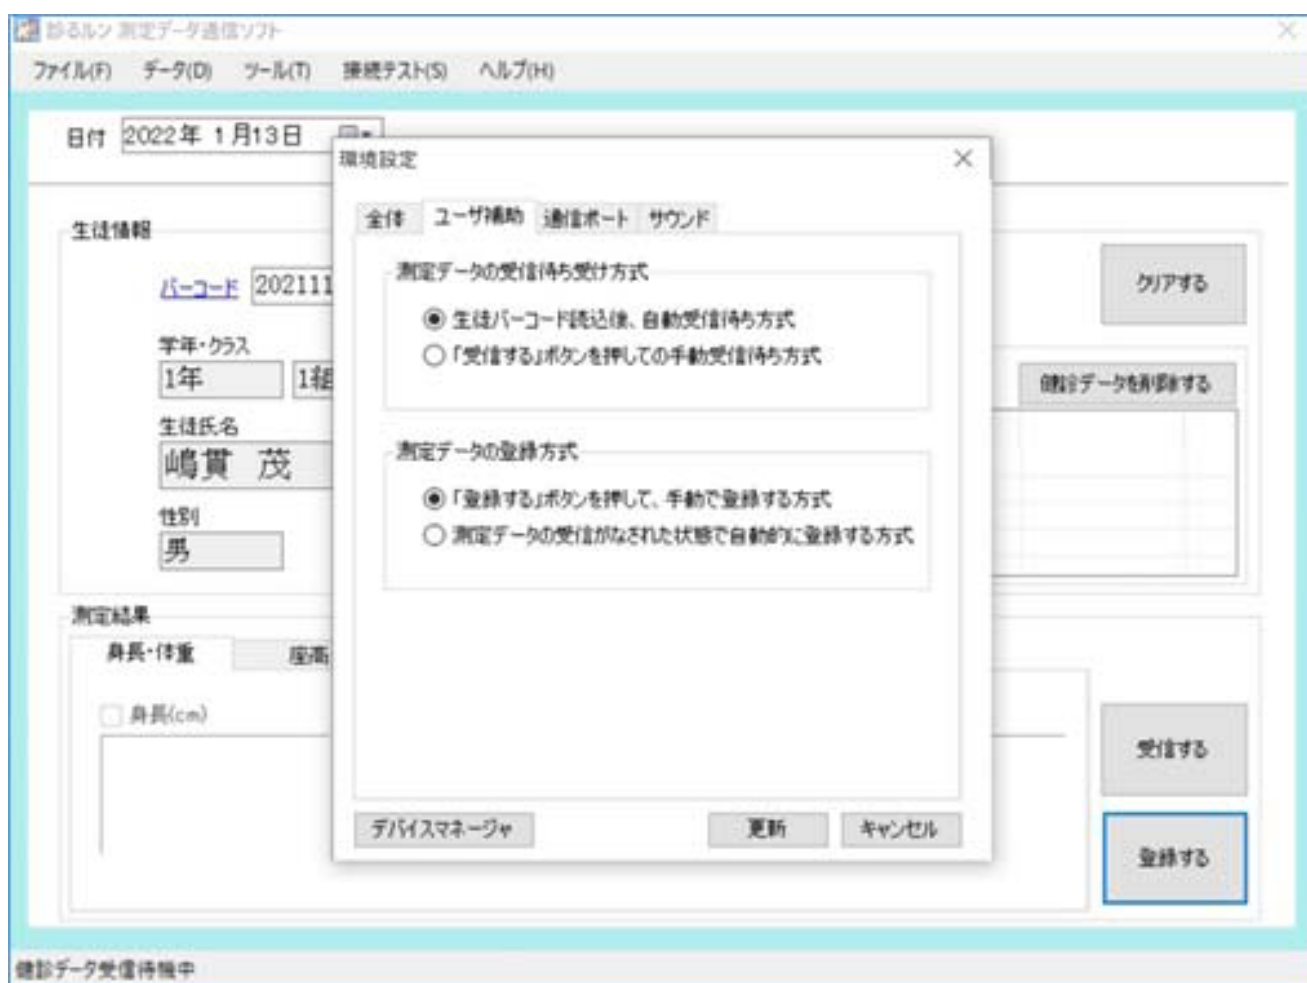 診るルン 測定データ通信ソフト
ファイル(F) データ(D) ツール(T) 接続テスト(S) ヘルプ(H)
日付 2022年 1月13日
環境設定
全体 ユーザ補助 通信ポート サウンド
測定データの受信待ち受け方式
生徒バーコード読込後、自動受信待ち方式
「受信する」ボタンを押しての手動受信待ち方式
測定データの登録方式
「登録する」ボタンを押して、手動で登録する方式
測定データの受信がなされた状態で自動的に登録する方式
デバイスマネージャ 更新 キャンセル
生徒情報
バーコード 202111
学年・クラス
1年 1組
生徒氏名
嶋貫 茂
性別
男
クリアする
健診データを削除する
測定結果
身長・体重 座高
身長(cm)
受信する
登録する
健診データ受信待機中